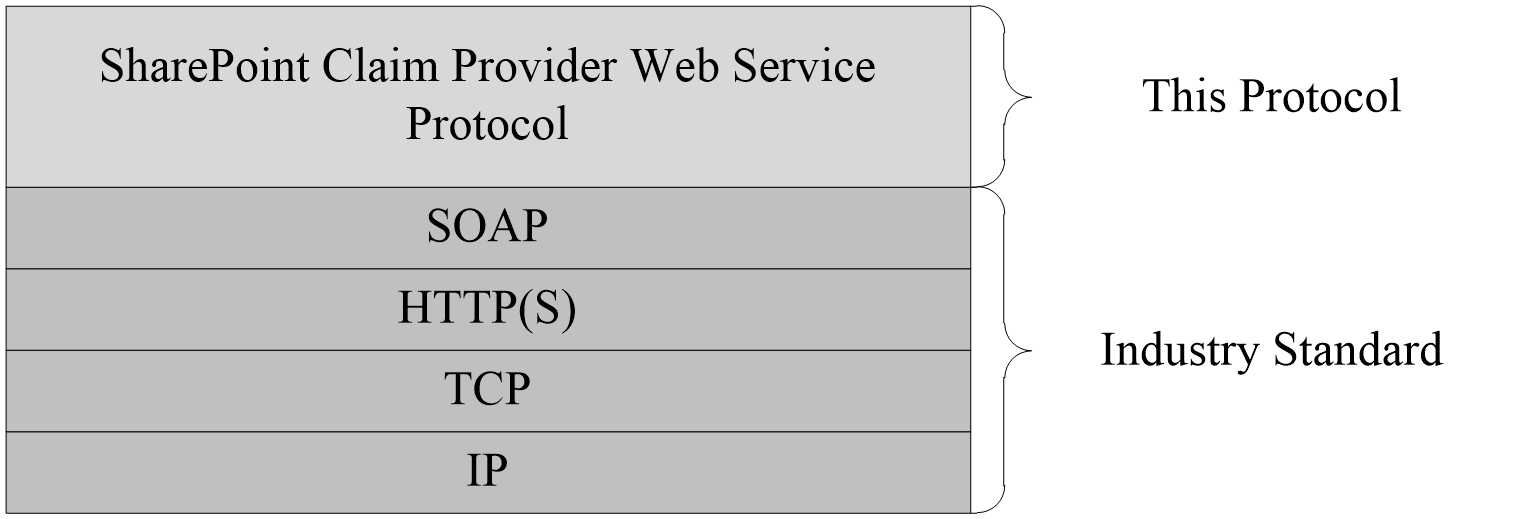 SharePoint Claim Provider Web Service
Protocol
This Protocol
SOAP
HTTP(S)
TCP
IP
Industry Standard